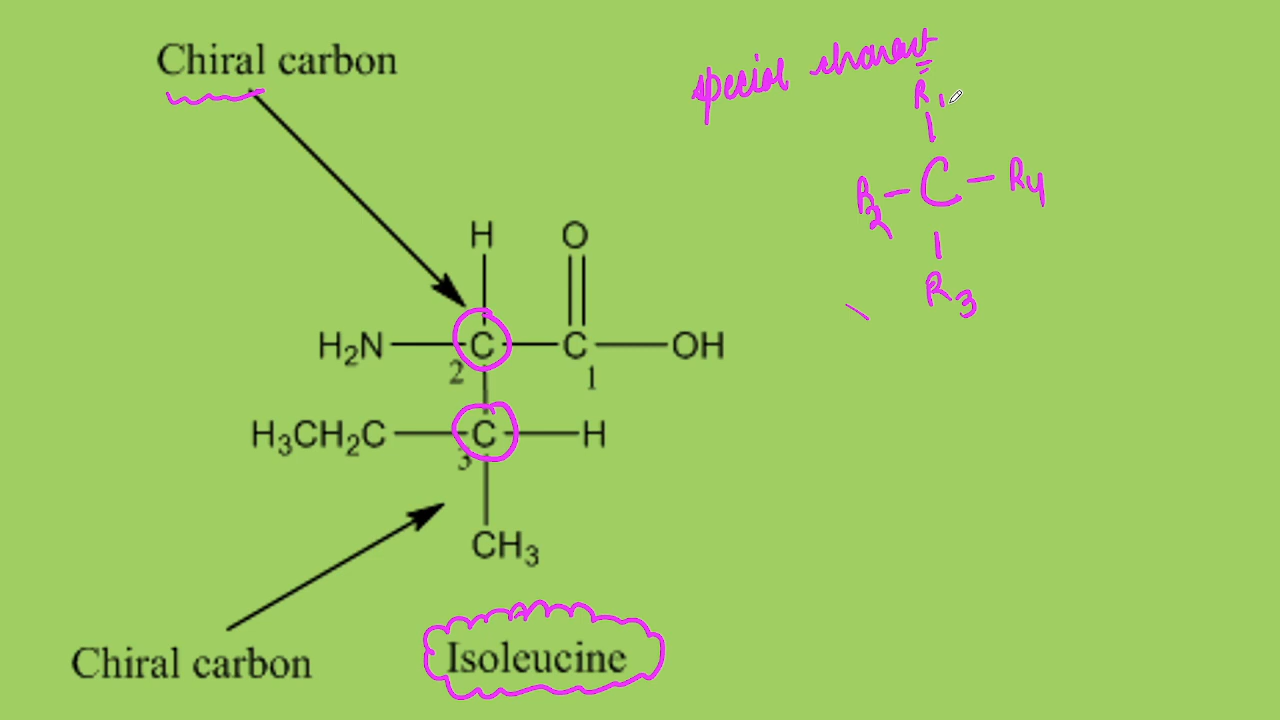 Chiral carbon
special charact
R1
R2-C-R4
R3
H O
H2N C C OH
2 1
H3CH2C C H
3
CH3
Chiral carbon
Isoleucine